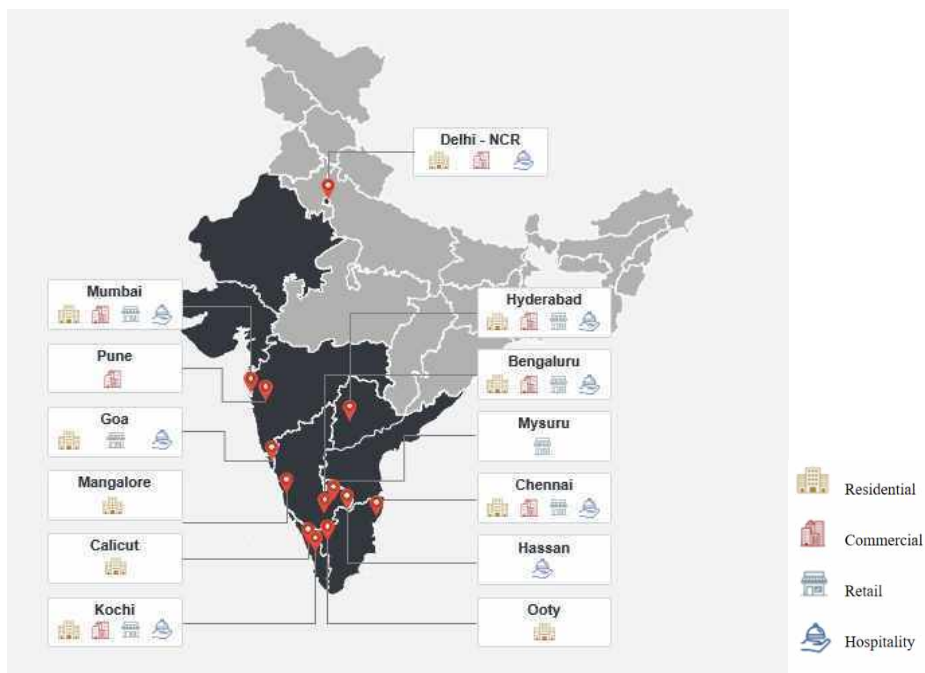 Delhi - NCR
Mumbai
Hyderabad
Pune
Bengaluru
Goa
Mysuru
Mangalore
Chennai
Calicut
Hassan
Kochi
Ooty
Residential
Commercial
Retail
Hospitality